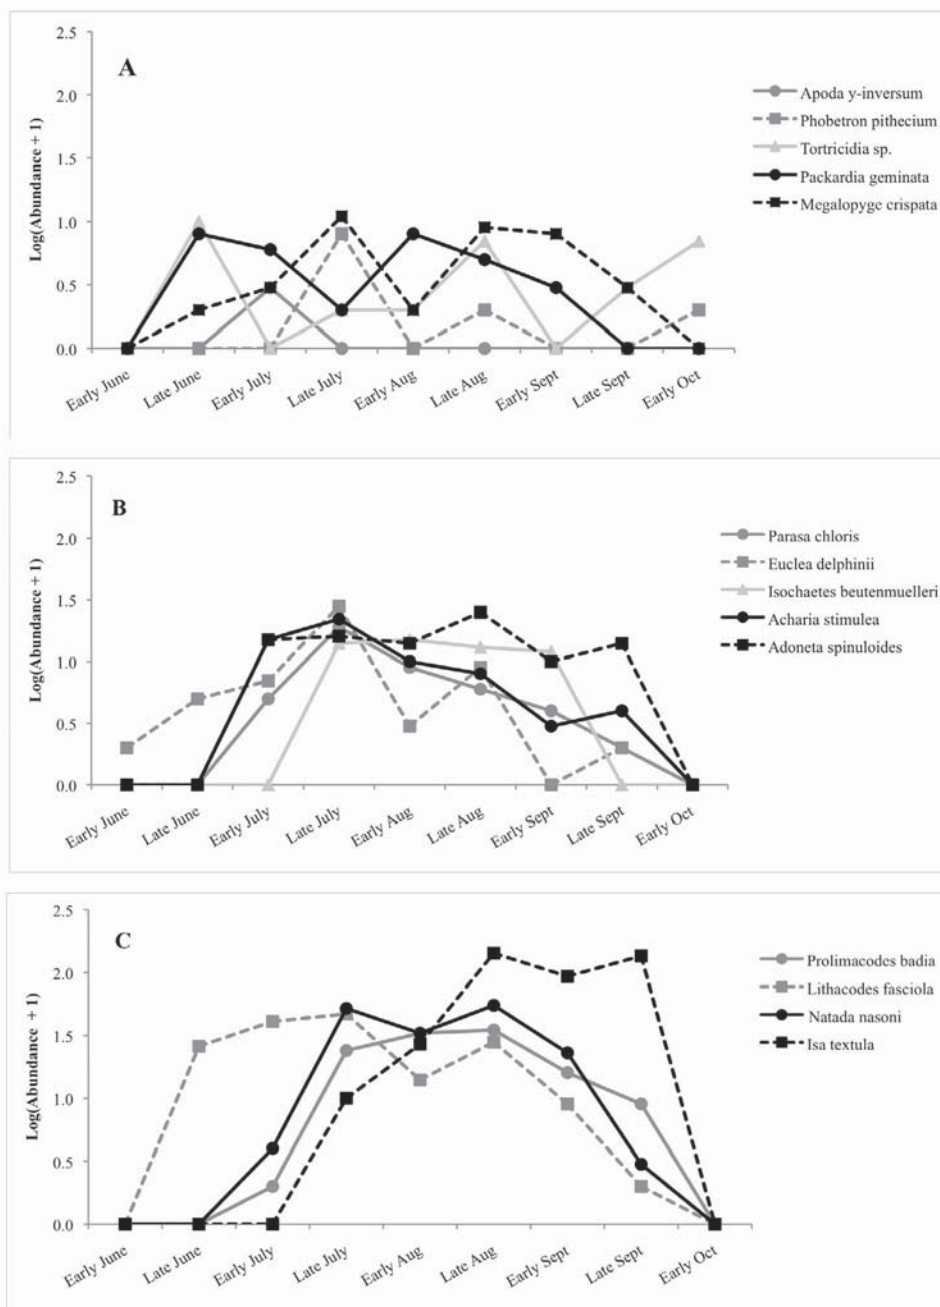 A
Log(Abundance + 1)
2.5
2.0
1.5
1.0
0.5
0.0
Early June
Late June
Early July
Late July
Early Aug
Late Aug
Early Sept
Late Sept
Early Oct
Apoda y-inversum
Phobetron pithecium
Tortricidia sp.
Packardia geminata
Megalopyge crispata
B
Log(Abundance + 1)
2.5
2.0
1.5
1.0
0.5
0.0
Early June
Late June
Early July
Late July
Early Aug
Late Aug
Early Sept
Late Sept
Early Oct
Parasa chloris
Euclea delphinii
Isochaetes beutenmuelleri
Acharia stimulea
Adoneta spinuloides
C
Log(Abundance + 1)
2.5
2.0
1.5
1.0
0.5
0.0
Early June
Late June
Early July
Late July
Early Aug
Late Aug
Early Sept
Late Sept
Early Oct
Prolimacodes badia
Lithacodes fasciola
Natada nasoni
Isa textula